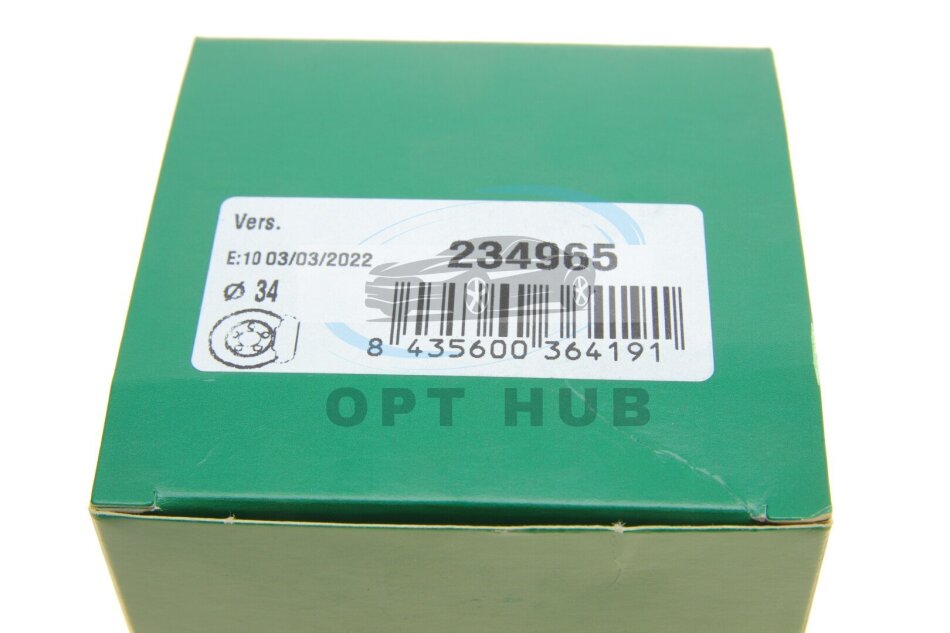 Vers.
E:10 03/03/2022
234965
Ø 34
8 435600 364191
OPT HUB